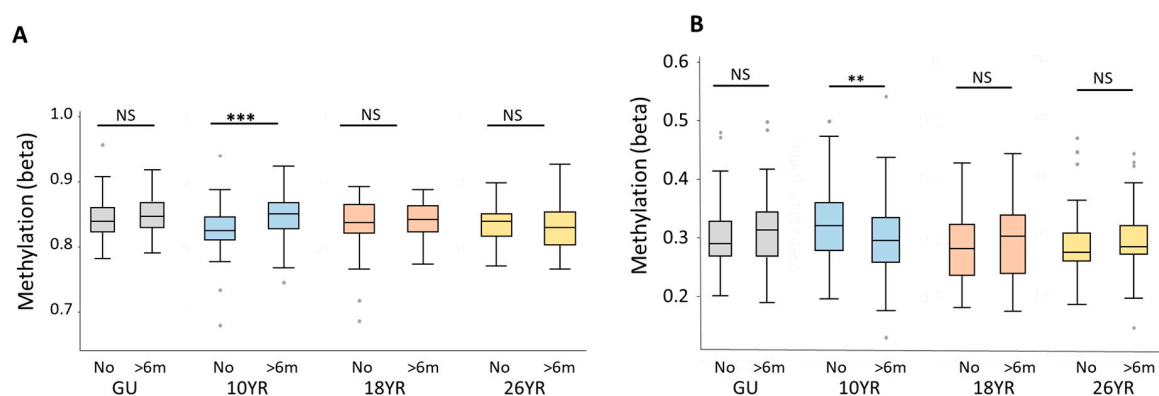 A
Methylation (beta)
1.0
0.9
0.8
0.7
NS
***
NS
NS
No >6m No >6m No >6m No >6m
GU 10YR 18YR 26YR
B
Methylation (beta)
0.6
0.5
0.4
0.3
0.2
NS
**
NS
NS
No >6m No >6m No >6m No >6m
GU 10YR 18YR 26YR